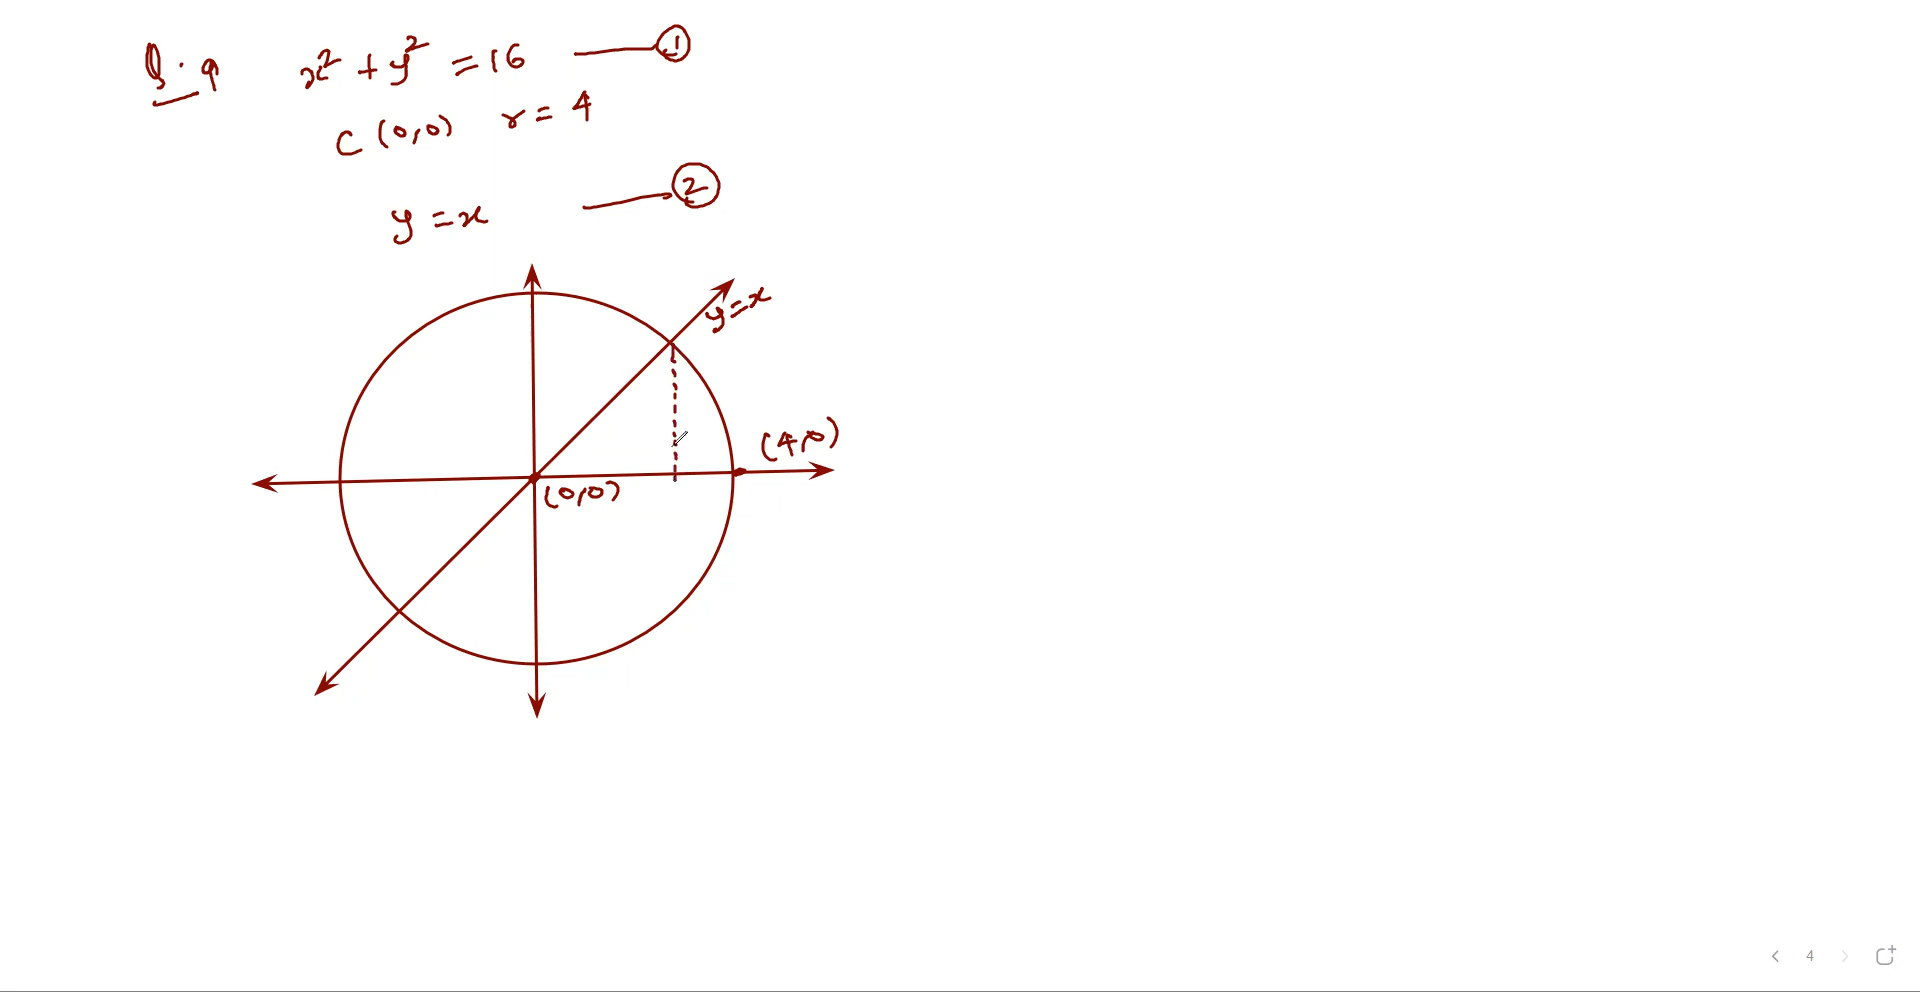 Q.9 x² + y² = 16 —— ①
C (0,0) r = 4
y = x —— ②
y = x
(4,0)
(0,0)
4